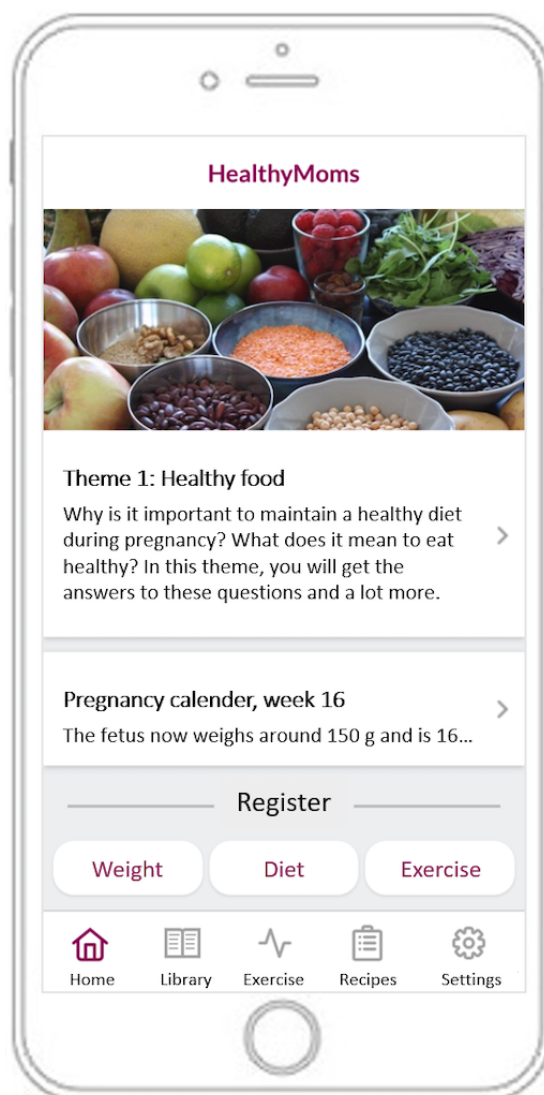 HealthyMoms
Theme 1: Healthy food
Why is it important to maintain a healthy diet
during pregnancy? What does it mean to eat
healthy? In this theme, you will get the
answers to these questions and a lot more.
Pregnancy calender, week 16
The fetus now weighs around 150 g and is 16...
Register
Weight Diet Exercise
Home Library Exercise Recipes Settings